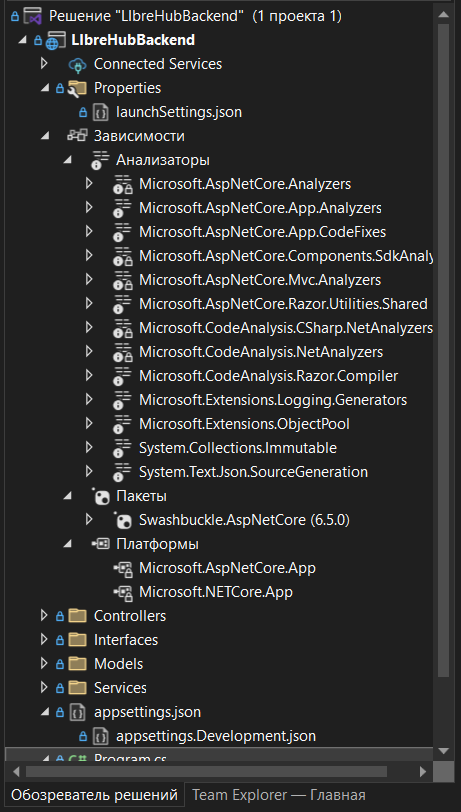 Решение "LIbreHubBackend" (1 проекта 1)
LIbreHubBackend
Connected Services
Properties
launchSettings.json
Зависимости
Анализаторы
Microsoft.AspNetCore.Analyzers
Microsoft.AspNetCore.App.Analyzers
Microsoft.AspNetCore.App.CodeFixes
Microsoft.AspNetCore.Components.SdkAnaly
Microsoft.AspNetCore.Mvc.Analyzers
Microsoft.AspNetCore.Razor.Utilities.Shared
Microsoft.CodeAnalysis.CSharp.NetAnalyzers
Microsoft.CodeAnalysis.NetAnalyzers
Microsoft.CodeAnalysis.Razor.Compiler
Microsoft.Extensions.Logging.Generators
Microsoft.Extensions.ObjectPool
System.Collections.Immutable
System.TextJson.SourceGeneration
Пакеты
Swashbuckle.AspNetCore (6.5.0)
Платформы
Microsoft.AspNetCore.App
Microsoft.NETCore.App
Controllers
Interfaces
Models
Services
appsettings.json
appsettings.Development.json
C# Program.cs
Обозреватель решений Team Explorer — Главная